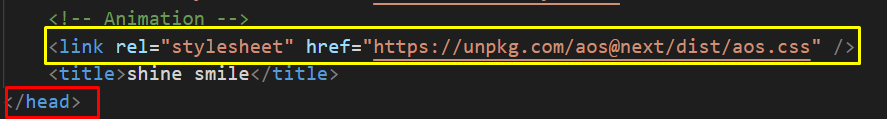 <!-- Animation -->
<link rel="stylesheet" href="https://unpkg.com/aos@next/dist/aos.css" />
<title>shine smile</title>
</head>